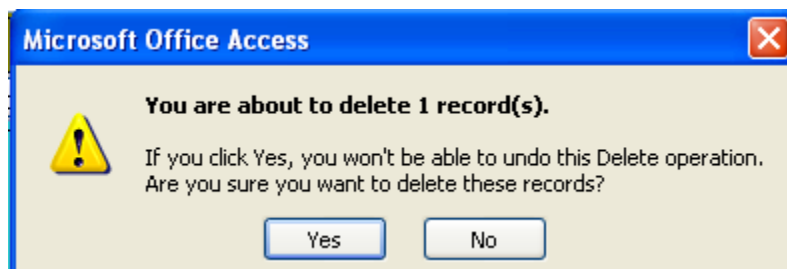 Microsoft Office Access
You are about to delete 1 record(s).
If you click Yes, you won't be able to undo this Delete operation.
Are you sure you want to delete these records?
Yes
No